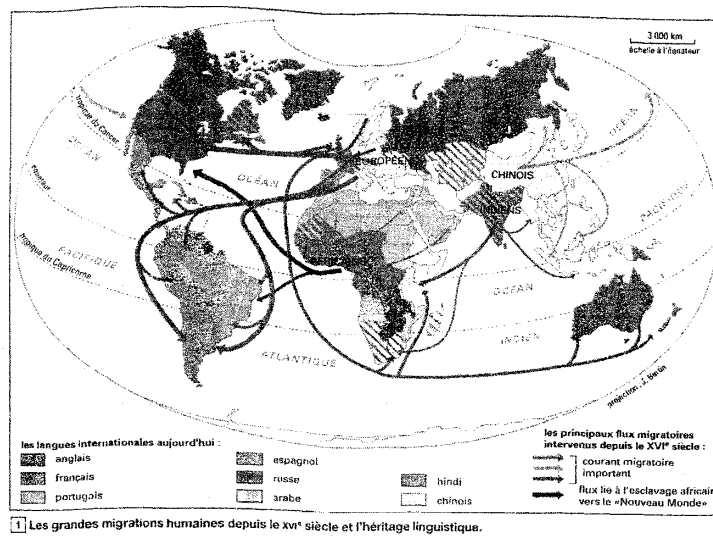 3 000 km
échelle à l'équateur
Tropique du Cancer
OCÉAN
PACIFIQUE
Équateur
Tropique du Capricorne
OCÉAN
ATLANTIQUE
EUROPÉENS
CHINOIS
INDIENS
OCÉAN
INDIEN
OCÉAN
PACIFIQUE
projection : J. Bertin
les langues internationales aujourd'hui :
anglais
français
portugais
espagnol
russe
arabe
hindi
chinois
les principaux flux migratoires
intervenus depuis le XVIe siècle :
courant migratoire
important
flux lié à l'esclavage africain
vers le «Nouveau Monde»
1 Les grandes migrations humaines depuis le XVIe siècle et l'héritage linguistique.